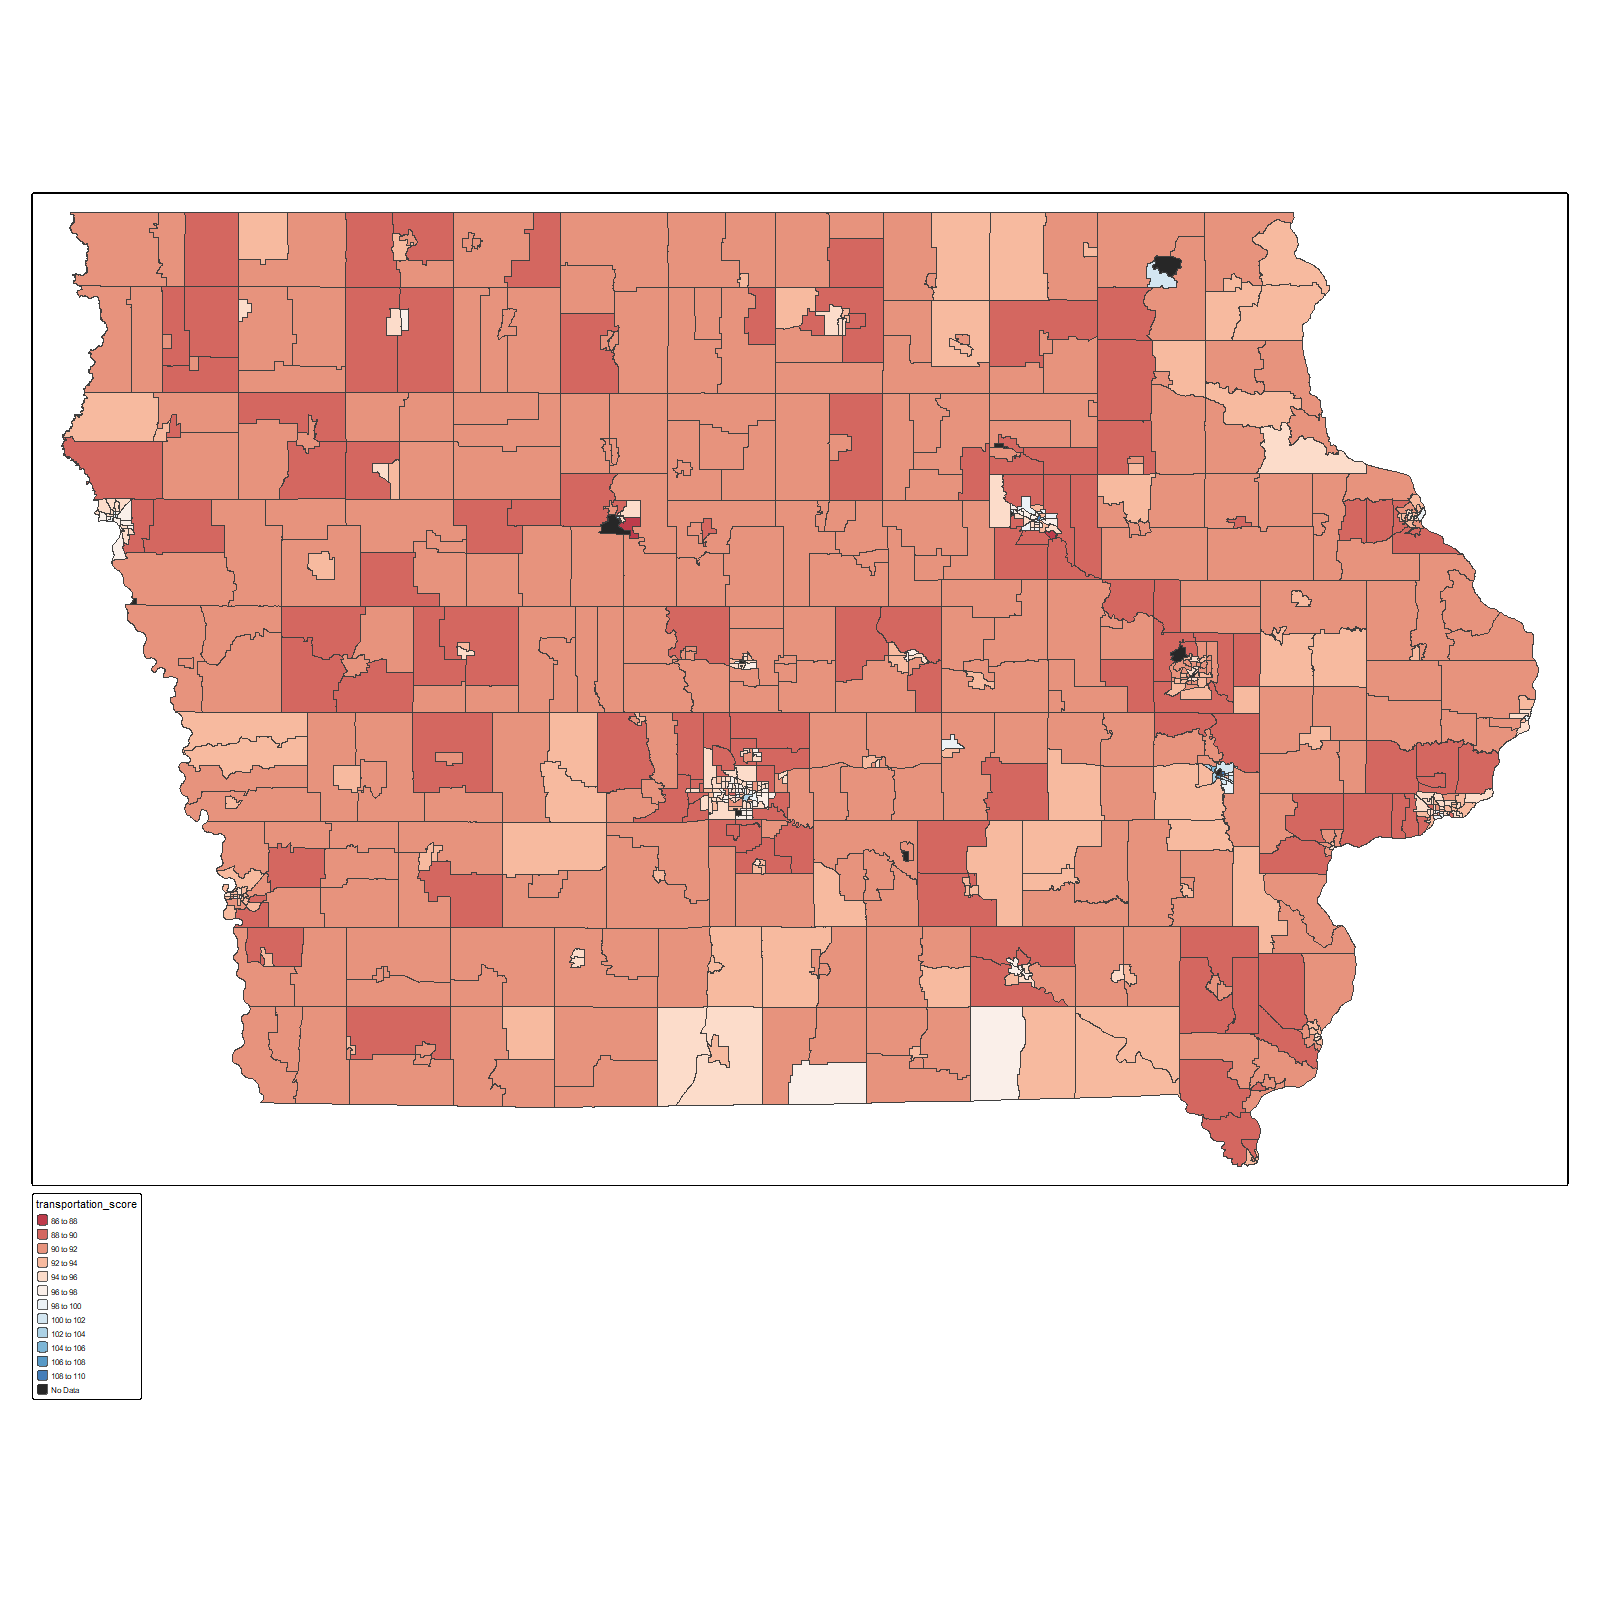 transportation_score
86 to 88
88 to 90
90 to 92
92 to 94
94 to 96
96 to 98
98 to 100
100 to 102
102 to 104
104 to 106
106 to 108
108 to 110
No Data